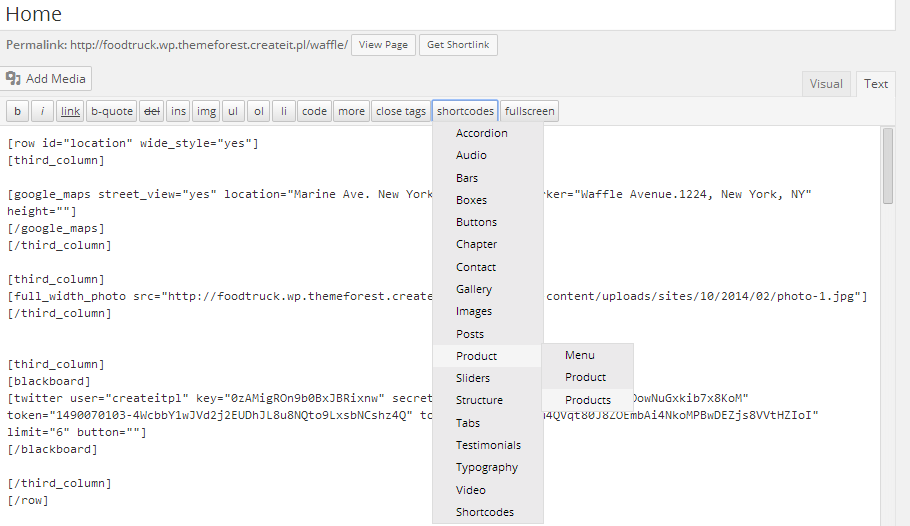 Home
Permalink: http://foodtruck.wp.themeforest.createit.pl/waffle/ View Page Get Shortlink
Add Media
Visual Text
b i link b-quote del ins img ul ol li code more close tags shortcodes fullscreen
[row id="location" wide_style="yes"]
[third_column]
[google_maps street_view="yes" location="Marine Ave. New York rker="Waffle Avenue.1224, New York, NY"
height=""]
[/google_maps]
[/third_column]
[third_column]
[full_width_photo src="http://foodtruck.wp.themeforest.create content/uploads/sites/10/2014/02/photo-1.jpg"]
[/third_column]
[third_column]
[blackboard]
[twitter user="createitpl" key="0zAMigROn9b0BxJBRixnw" secret DowNuGxkib7x8KoM"
token="1490070103-4WcbbY1wJVd2j2EUDhJL8u8NQto9LxsbNCshz4Q" to 4QVqt80J8ZOEmbAi4NkoMPBwDEZjs8VVtHZIoI"
limit="6" button=""]
[/blackboard]
[/third_column]
[/row]
Accordion
Audio
Bars
Boxes
Buttons
Chapter
Contact
Gallery
Images
Posts
Product
Sliders
Structure
Tabs
Testimonials
Typography
Video
Shortcodes
Menu
Product
Products